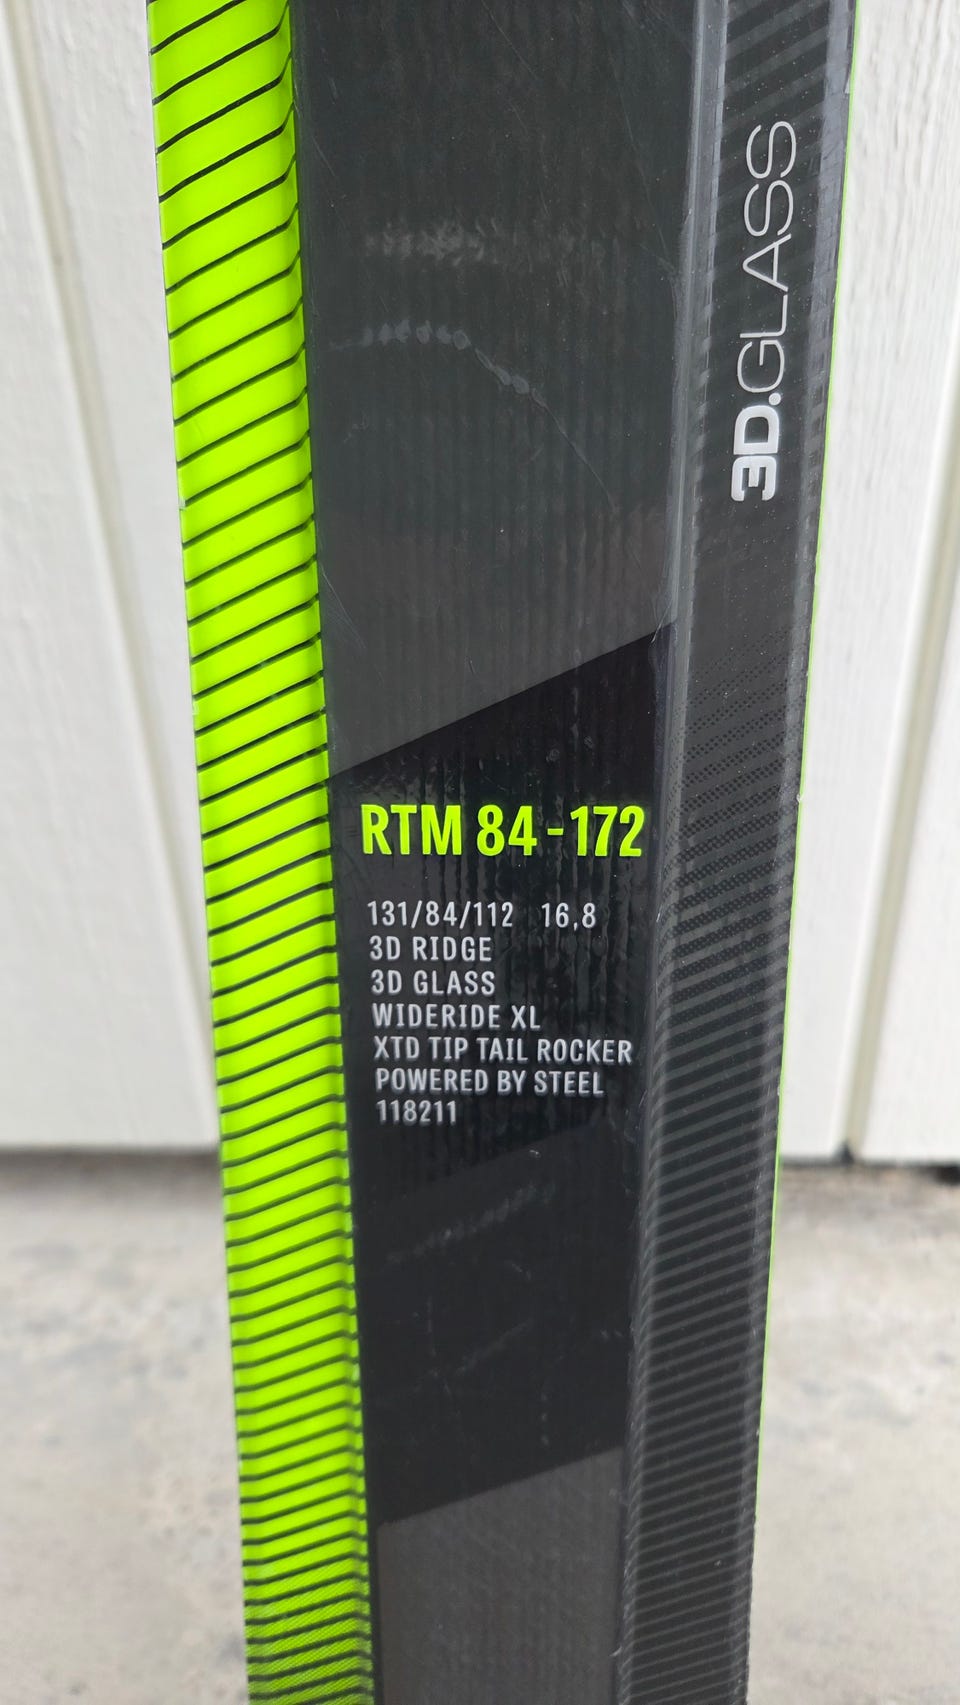 3D.GLASS
RTM 84-172
131/84/112 16,8
3D RIDGE
3D GLASS
WIDERIDE XL
XTD TIP TAIL ROCKER
POWERED BY STEEL
118211